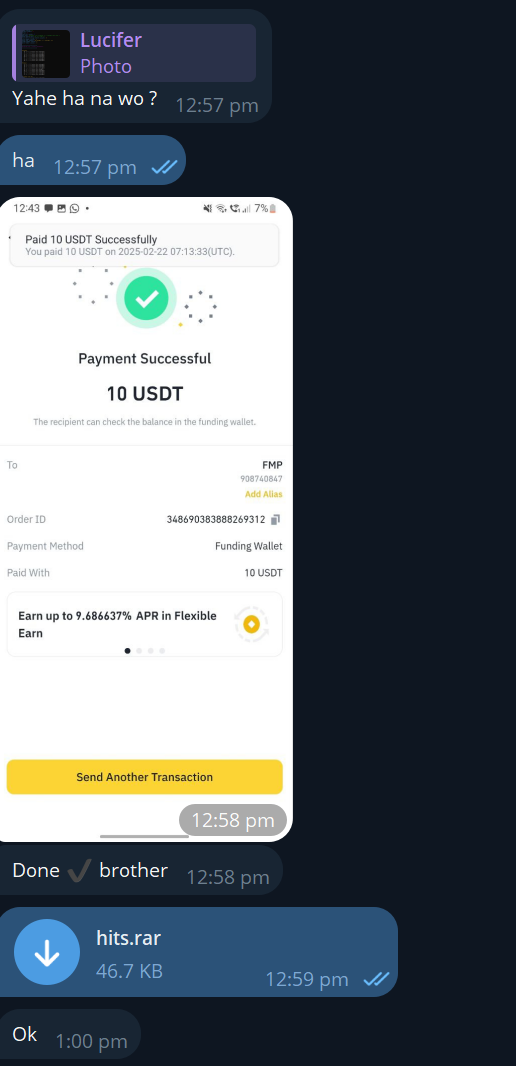 Lucifer
Photo
Yahe ha na wo ? 12:57 pm
ha 12:57 pm
12:43 7%
Paid 10 USDT Successfully
You paid 10 USDT on 2025-02-22 07:13:33(UTC).
Payment Successful
10 USDT
The recipient can check the balance in the funding wallet.
To FMP
908740847
Add Alias
Order ID 348690383888269312
Payment Method Funding Wallet
Paid With 10 USDT
Earn up to 9.686637% APR in Flexible
Earn
Send Another Transaction
12:58 pm
Done ✔ brother 12:58 pm
hits.rar
46.7 KB 12:59 pm
Ok 1:00 pm